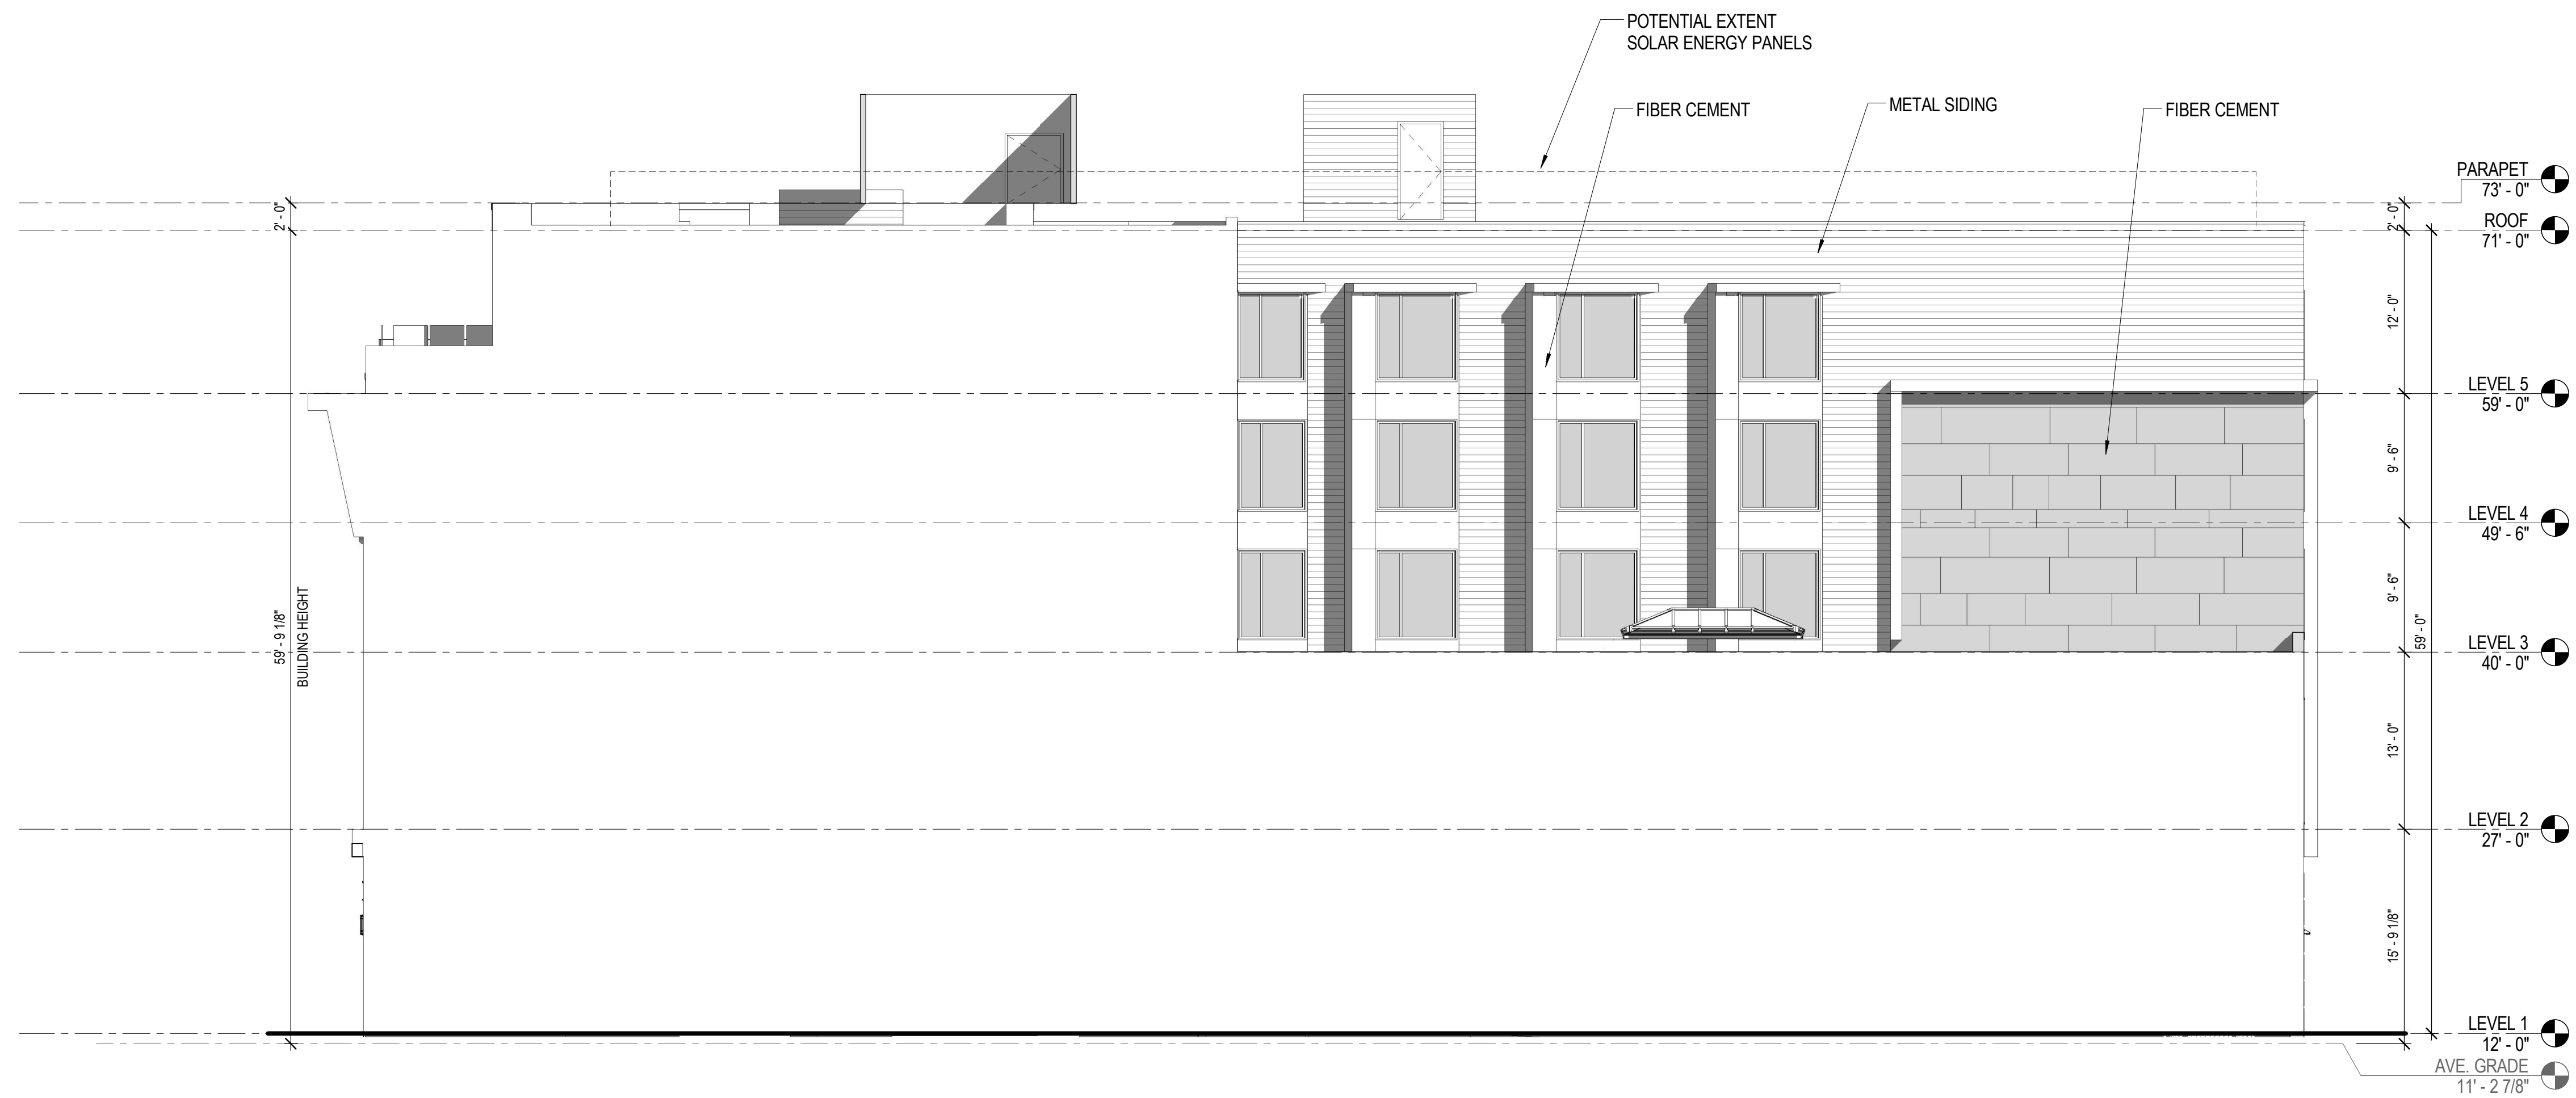 POTENTIAL EXTENT
SOLAR ENERGY PANELS
FIBER CEMENT
METAL SIDING
FIBER CEMENT
PARAPET
73' - 0"
ROOF
71' - 0"
LEVEL 5
59' - 0"
LEVEL 4
49' - 6"
LEVEL 3
40' - 0"
LEVEL 2
27' - 0"
LEVEL 1
12' - 0"
AVE. GRADE
11' - 2 7/8"
2' - 0"
59' - 9 1/8"
BUILDING HEIGHT
2' - 0"
12' - 0"
9' - 6"
9' - 6"
13' - 0"
15' - 9 1/8"
59' - 0"